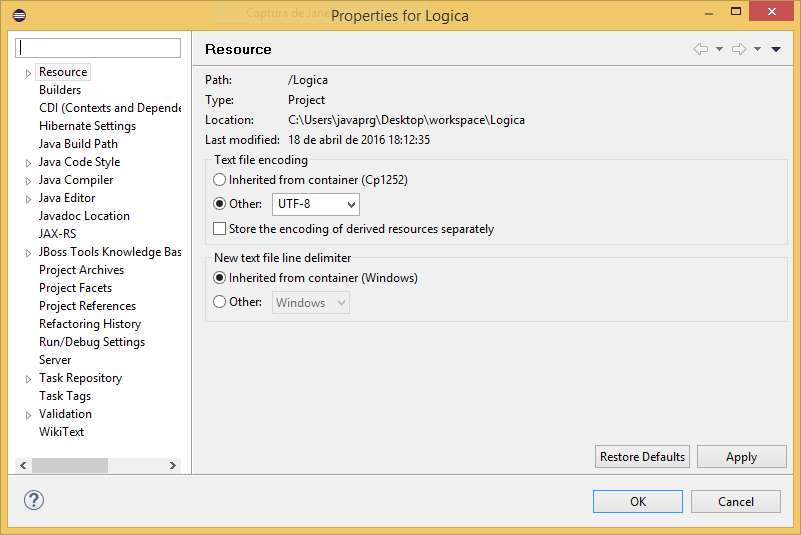 Captura de Janela
Properties for Logica
Resource
Builders
CDI (Contexts and Depende
Hibernate Settings
Java Build Path
Java Code Style
Java Compiler
Java Editor
Javadoc Location
JAX-RS
JBoss Tools Knowledge Bas
Project Archives
Project Facets
Project References
Refactoring History
Run/Debug Settings
Server
Task Repository
Task Tags
Validation
WikiText
Resource
Path: /Logica
Type: Project
Location: C:\Users\javaprg\Desktop\workspace\Logica
Last modified: 18 de abril de 2016 18:12:35
Text file encoding
Inherited from container (Cp1252)
Other: UTF-8
Store the encoding of derived resources separately
New text file line delimiter
Inherited from container (Windows)
Other: Windows
Restore Defaults Apply
OK Cancel